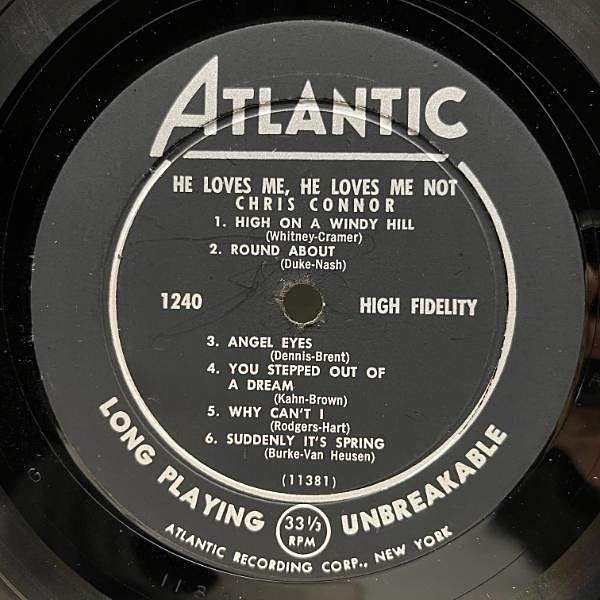 ATLANTIC
HE LOVES ME, HE LOVES ME NOT
CHRIS CONNOR
1. HIGH ON A WINDY HILL
(Whitney-Cramer)
2. ROUND ABOUT
(Duke-Nash)
1240
HIGH FIDELITY
3. ANGEL EYES
(Dennis-Brent)
4. YOU STEPPED OUT OF
A DREAM
(Kahn-Brown)
5. WHY CAN'T I
(Rodgers-Hart)
6. SUDDENLY IT'S SPRING
(Burke-Van Heusen)
(11381)
LONG PLAYING 33⅓ RPM UNBREAKABLE
ATLANTIC RECORDING CORP., NEW YORK